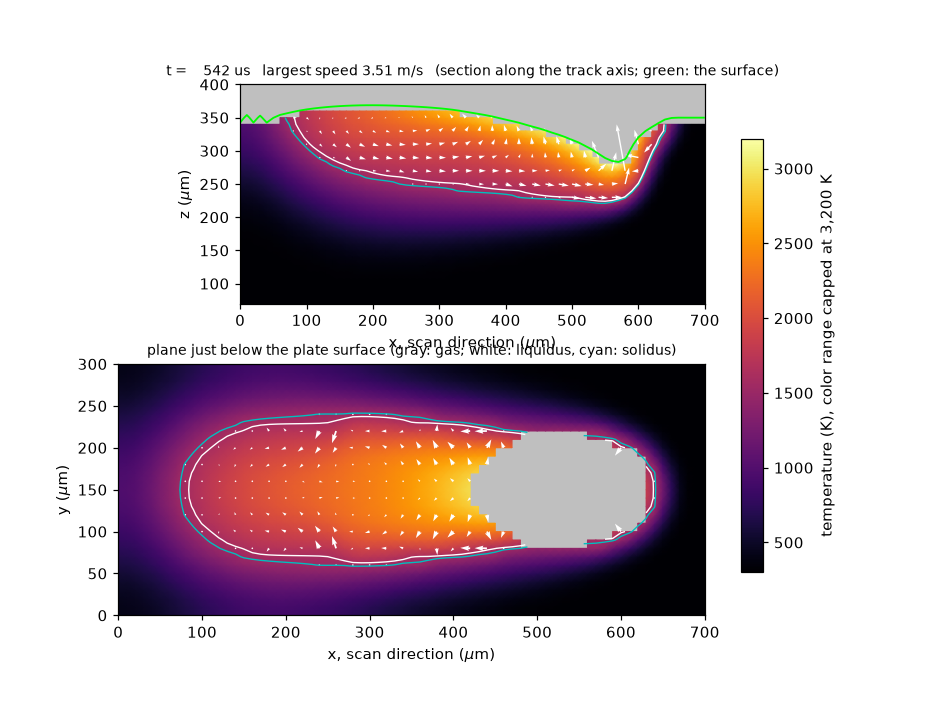 t =    542 us   largest speed 3.51 m/s   (section along the track axis; green: the surface)
400
350
300
250
200
150
100
z (μm)
0 100 200 300 400 500 600 700
x, scan direction (μm)
plane just below the plate surface (gray: gas; white: liquidus, cyan: solidus)
300
250
200
150
100
50
0
y (μm)
0 100 200 300 400 500 600 700
x, scan direction (μm)
3000
2500
2000
1500
1000
500
temperature (K), color range capped at 3,200 K